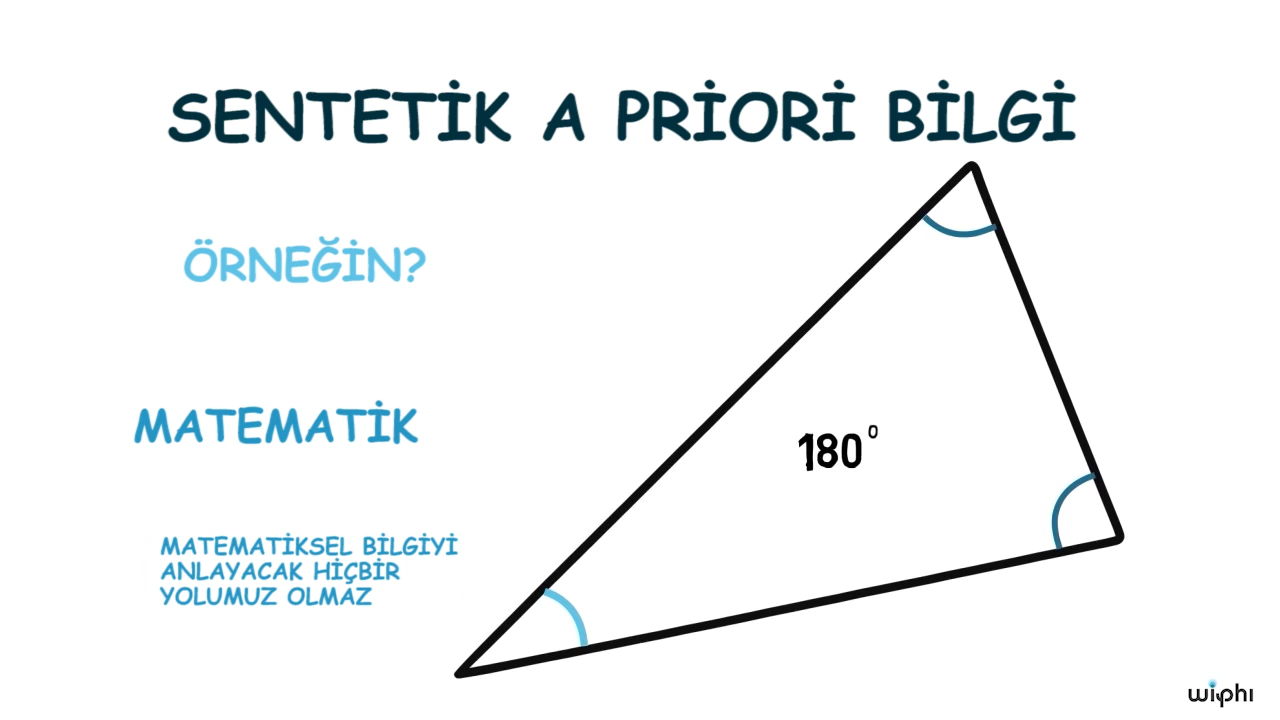 SENTETİK A PRİORİ BİLGİ
ÖRNEĞİN?
MATEMATİK
180°
MATEMATİKSEL BİLGİYİ
ANLAYACAK HİÇBİR
YOLUMUZ OLMAZ
wiphi